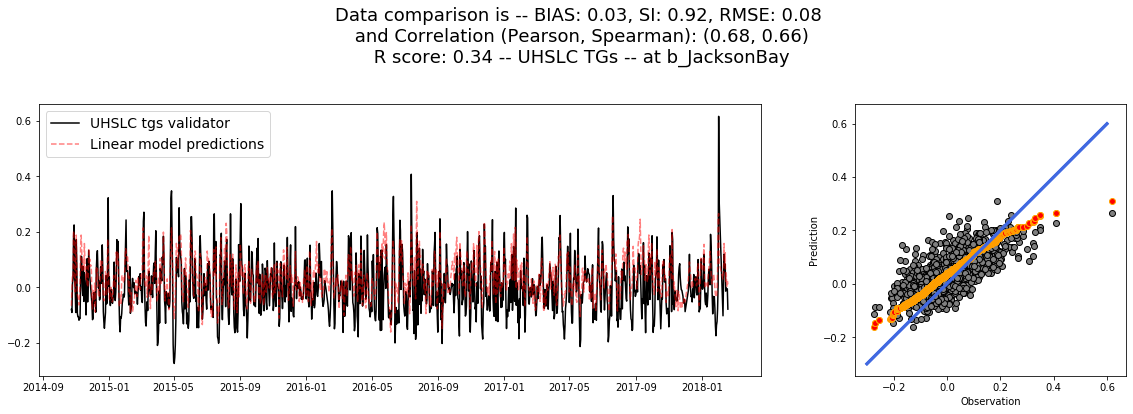 Data comparison is -- BIAS: 0.03, SI: 0.92, RMSE: 0.08
and Correlation (Pearson, Spearman): (0.68, 0.66)
R score: 0.34 -- UHSLC TGs -- at b_JacksonBay
UHSLC tgs validator
Linear model predictions
0.6
0.4
0.2
0.0
−0.2
2014-09 2015-01 2015-05 2015-09 2016-01 2016-05 2016-09 2017-01 2017-05 2017-09 2018-01
Prediction
0.6
0.4
0.2
0.0
−0.2
−0.2 0.0 0.2 0.4 0.6
Observation